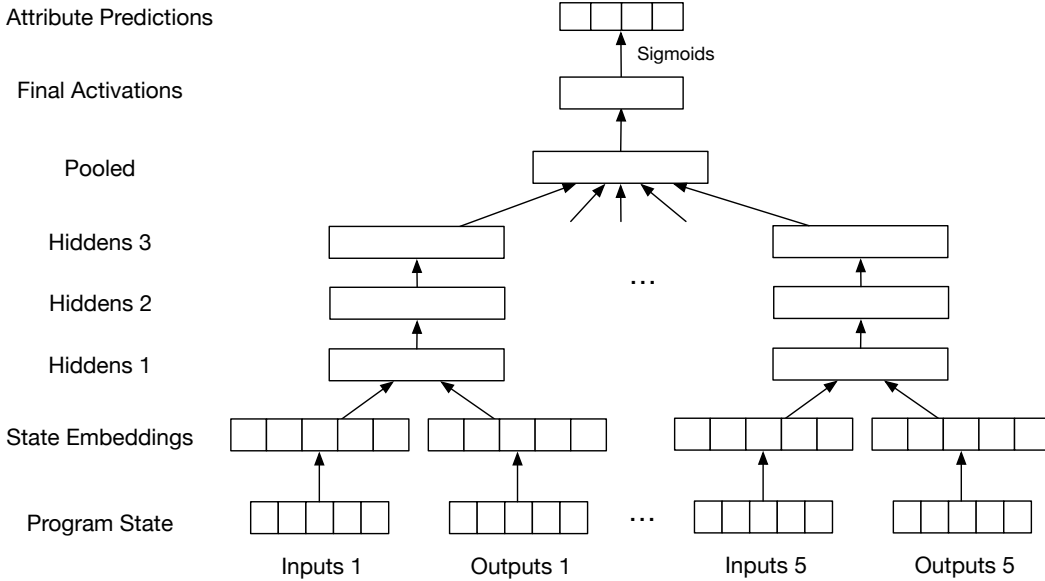 Attribute Predictions
Sigmoids
Final Activations
Pooled
Hiddens 3
...
Hiddens 2
Hiddens 1
State Embeddings
Program State
...
Inputs 1
Outputs 1
Inputs 5
Outputs 5